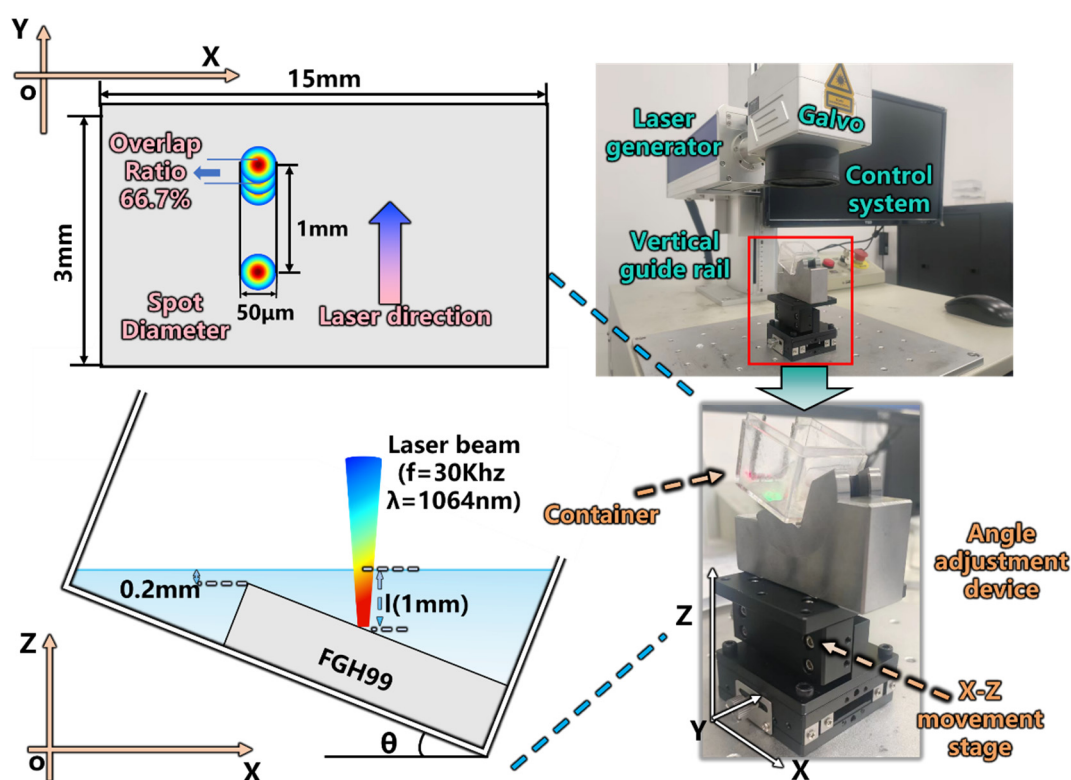 Y
X
o
15mm
Overlap
Ratio
66.7%
3mm
1mm
50μm
Spot
Diameter
Laser direction
Laser
generator
Galvo
Control
system
Vertical
guide rail
Laser beam
(f=30Khz
λ=1064nm)
0.2mm
l(1mm)
FGH99
θ
Z
o
X
Container
Angle
adjustment
device
X-Z
movement
stage
Z
Y
X